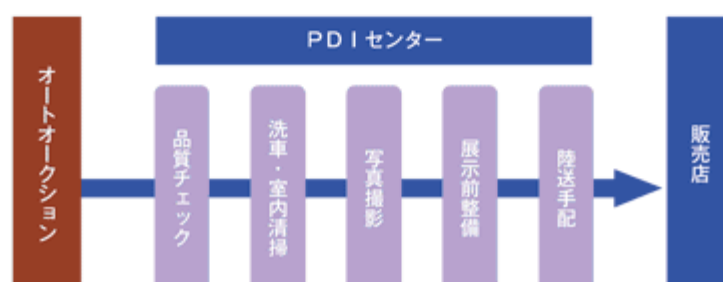 PDIセンター
オートオークション
品質チェック
洗車・室内清掃
写真撮影
展示前整備
陸送手配
販売店